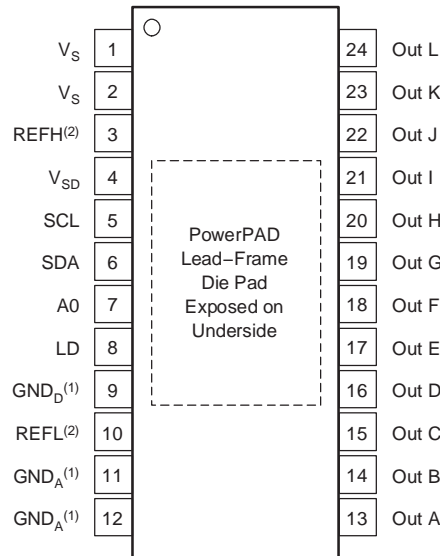 V_S 1 24 Out L
V_S 2 23 Out K
REFH(2) 3 22 Out J
V_SD 4 21 Out I
SCL 5 20 Out H
SDA 6 19 Out G
A0 7 18 Out F
LD 8 17 Out E
GND_D(1) 9 16 Out D
REFL(2) 10 15 Out C
GND_A(1) 11 14 Out B
GND_A(1) 12 13 Out A
PowerPAD
Lead−Frame
Die Pad
Exposed on
Underside